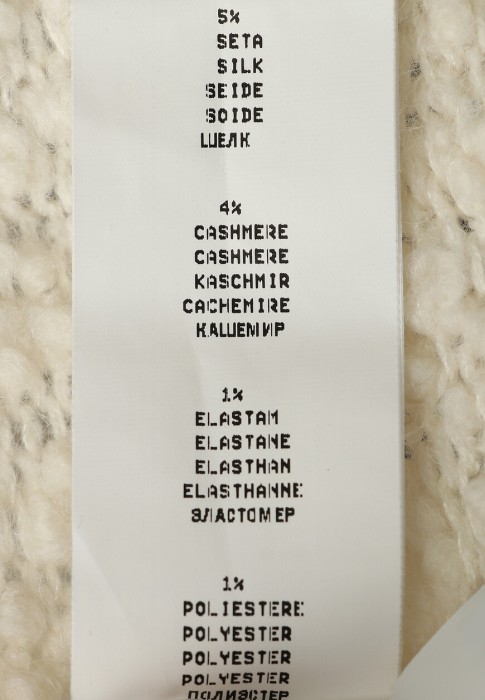 5%
SETA
SILK
SEIDE
SOIDE
ШЕЛК
4%
CASHMERE
CASHMERE
KASCHMIR
CACHEMIRE
КАШЕМИР
1%
ELASTAM
ELASTANE
ELASTHAN
ELASTHANNE
ЭЛАСТОМЕР
1%
POLIESTERE
POLYESTER
POLYESTER
POLYESTER
ПОЛИЭСТЕР